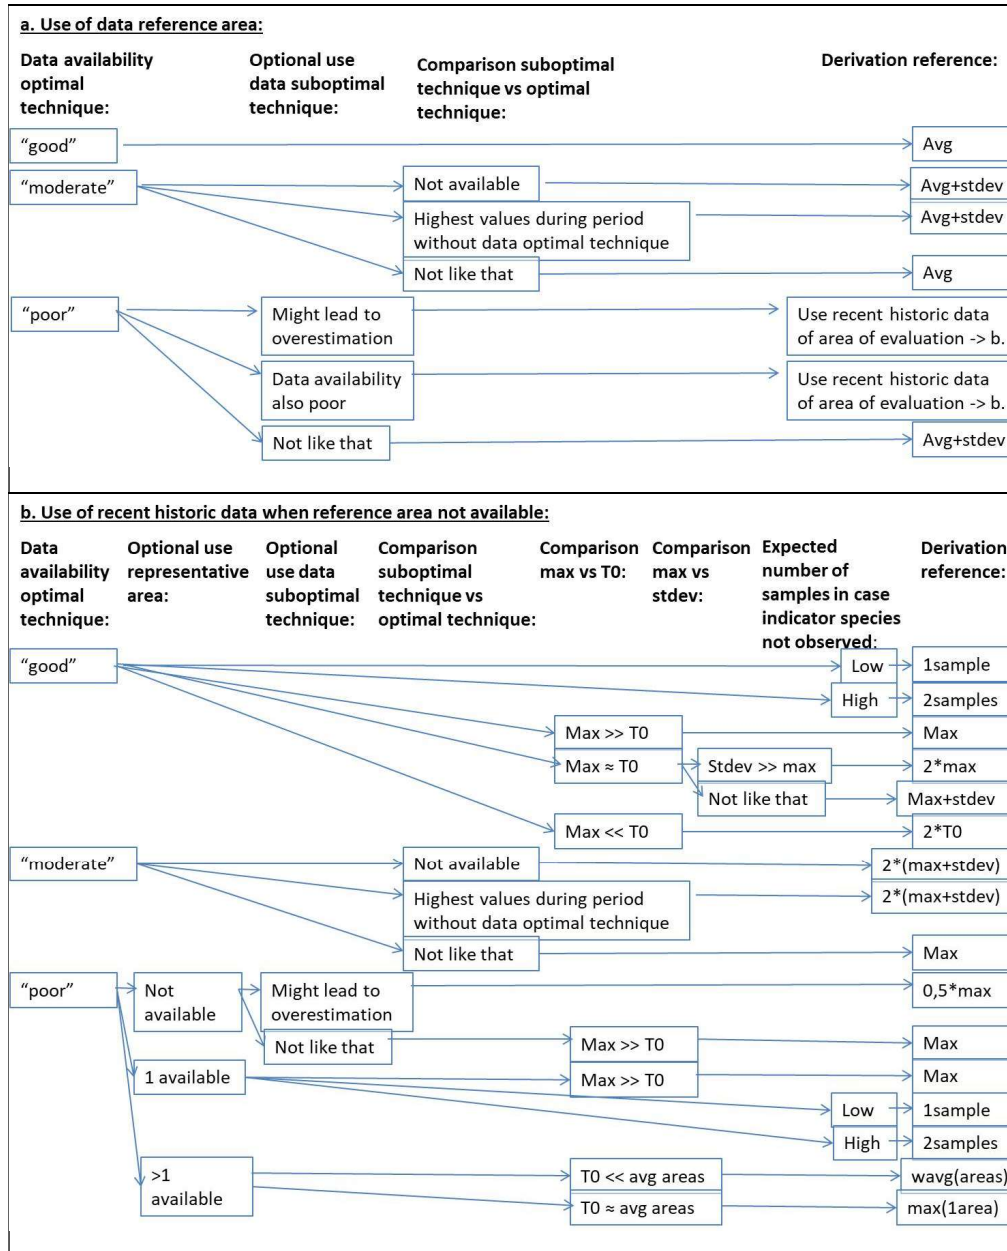 a. Use of data reference area:
Data availability
optimal
technique:
Optional use
data suboptimal
technique:
Comparison suboptimal
technique vs optimal
technique:
Derivation reference:
“good”
Avg
“moderate”
Not available
Avg+stdev
Highest values during period
without data optimal technique
Avg+stdev
Not like that
Avg
“poor”
Might lead to
overestimation
Use recent historic data
of area of evaluation -> b.
Data availability
also poor
Use recent historic data
of area of evaluation -> b.
Not like that
Avg+stdev
b. Use of recent historic data when reference area not available:
Data
availability
optimal
technique:
Optional use
representative
area:
Optional
use data
suboptimal
technique:
Comparison
suboptimal
technique vs
optimal technique:
Comparison
max vs T0:
Comparison
max vs
stdev:
Expected
number of
samples in case
indicator species
not observed:
Derivation
reference:
“good”
Low
1sample
High
2samples
Max >> T0
Max
Max ≈ T0
Stdev >> max
2*max
Not like that
Max+stdev
Max << T0
2*T0
“moderate”
Not available
2*(max+stdev)
Highest values during period
without data optimal technique
2*(max+stdev)
Not like that
Max
“poor”
Not
available
Might lead to
overestimation
0,5*max
Not like that
Max >> T0
Max
1 available
Max >> T0
Max
Low
1sample
High
2samples
>1
available
T0 << avg areas
wavg(areas)
T0 ≈ avg areas
max(1area)